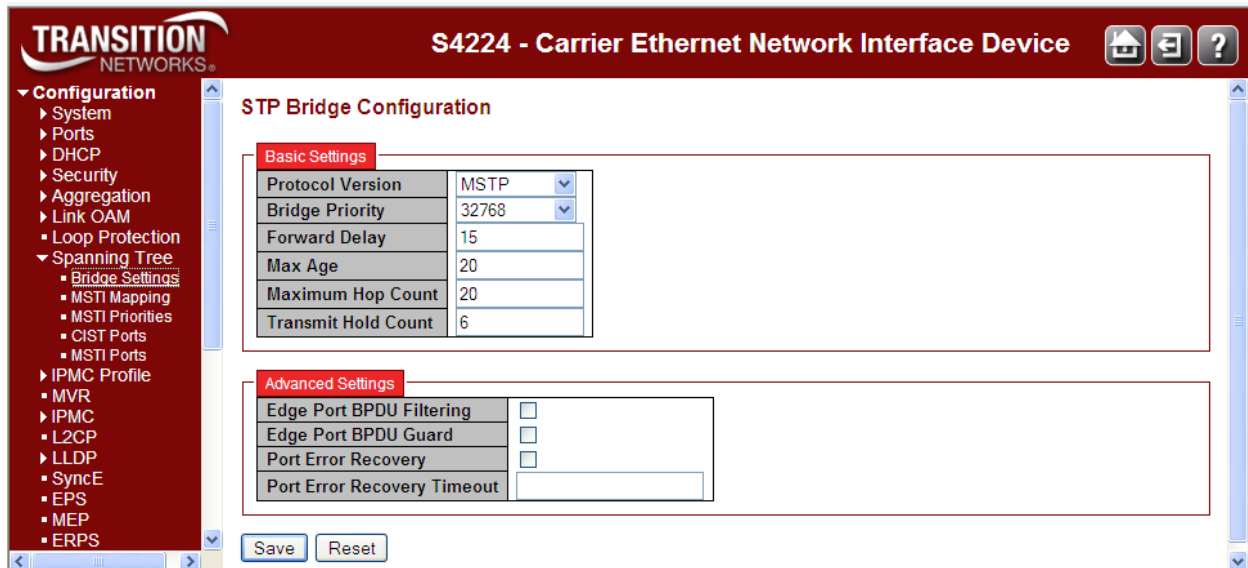 TRANSITION
NETWORKS®
S4224 - Carrier Ethernet Network Interface Device
?
Configuration
System
Ports
DHCP
Security
Aggregation
Link OAM
Loop Protection
Spanning Tree
Bridge Settings
MSTI Mapping
MSTI Priorities
CIST Ports
MSTI Ports
IPMC Profile
MVR
IPMC
L2CP
LLDP
SyncE
EPS
MEP
ERPS
STP Bridge Configuration
Basic Settings
Protocol Version MSTP
Bridge Priority 32768
Forward Delay 15
Max Age 20
Maximum Hop Count 20
Transmit Hold Count 6
Advanced Settings
Edge Port BPDU Filtering
Edge Port BPDU Guard
Port Error Recovery
Port Error Recovery Timeout
Save Reset